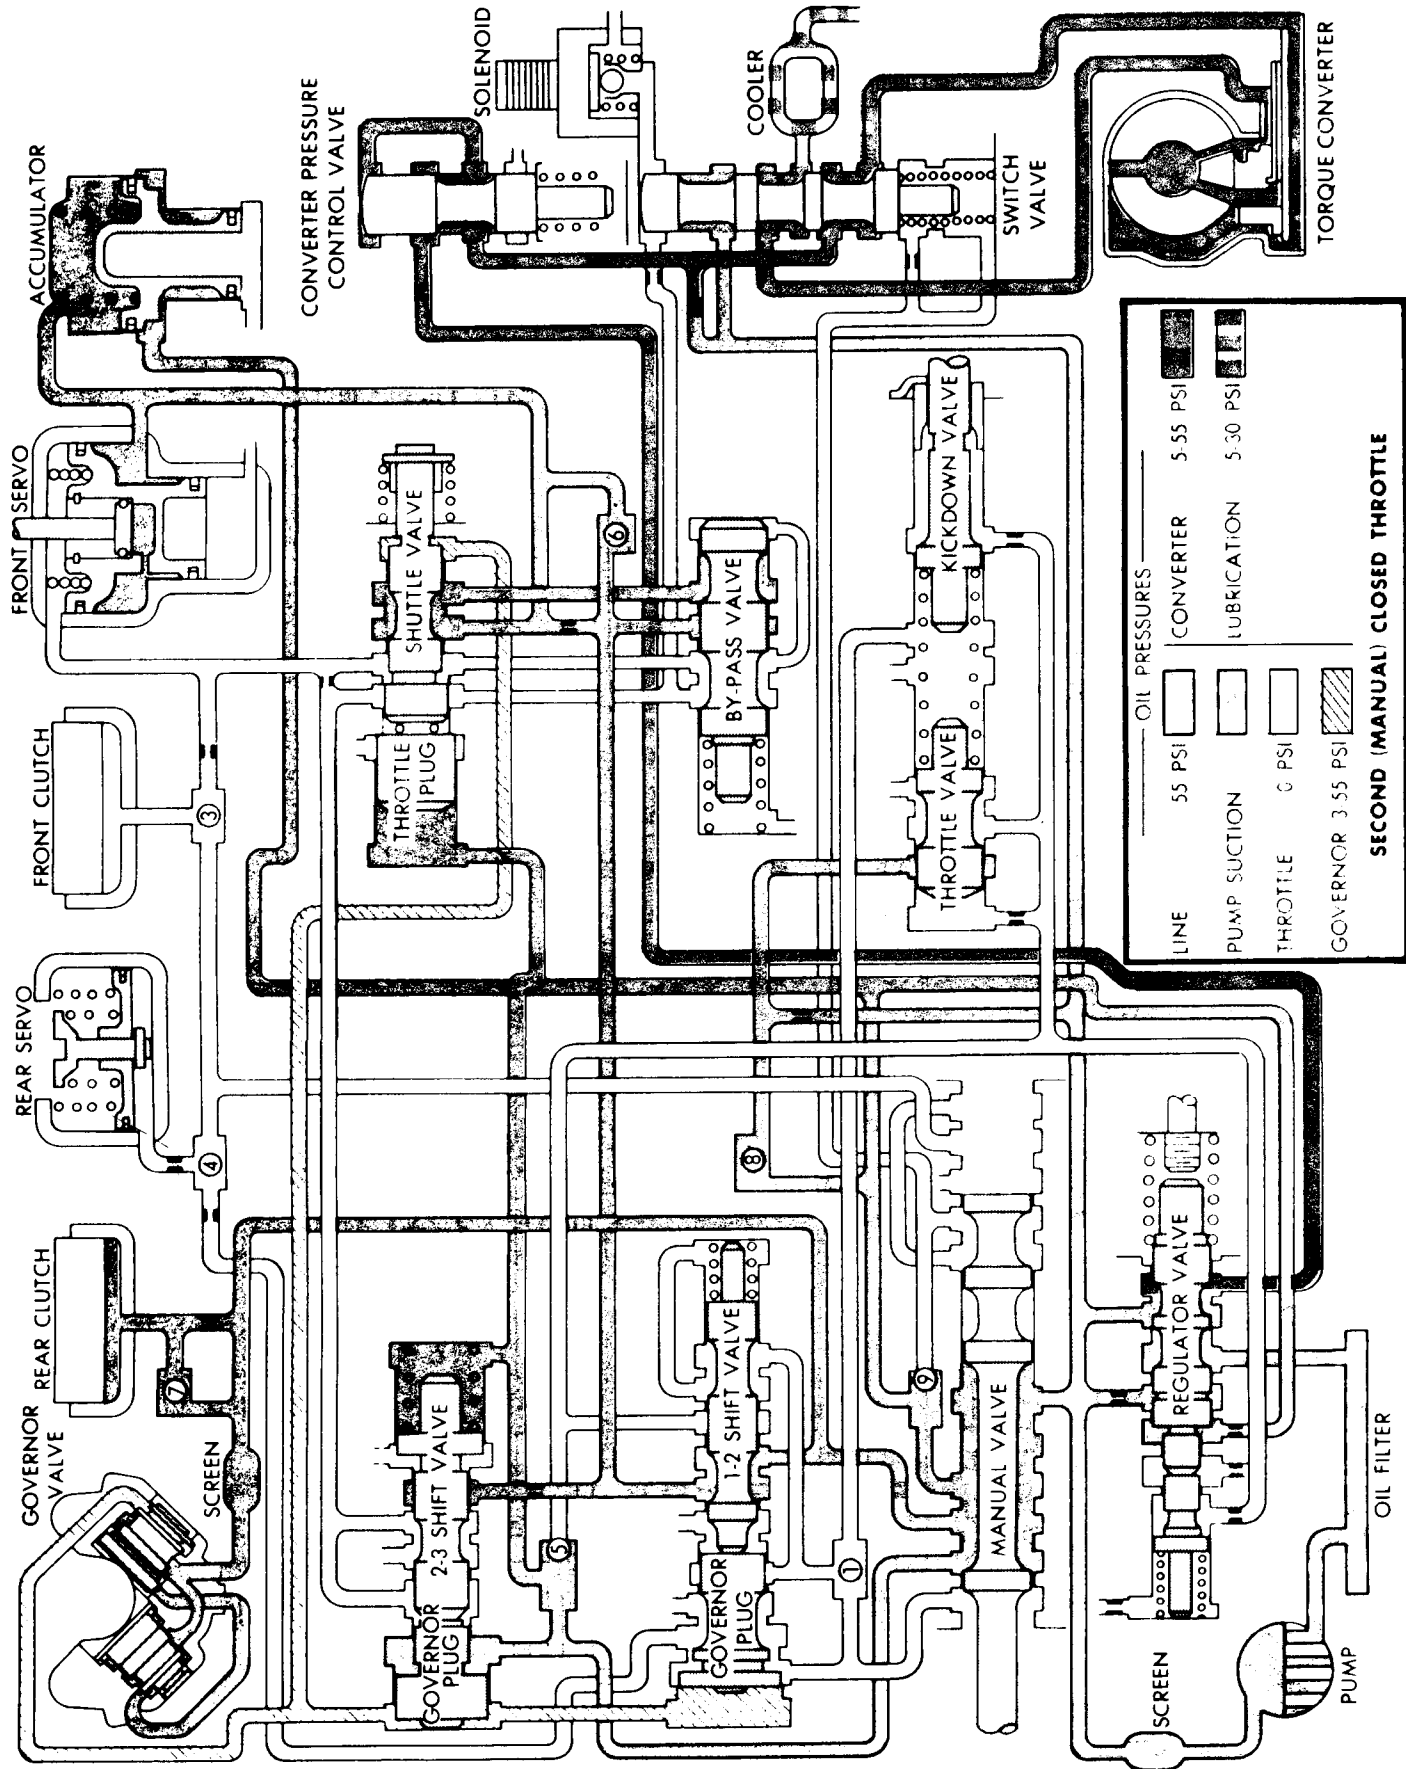 GOVERNOR
VALVE
REAR CLUTCH
REAR SERVO
FRONT CLUTCH
FRONT SERVO
ACCUMULATOR
SCREEN
7
4
3
CONVERTER PRESSURE
CONTROL VALVE
GOVERNOR
PLUG
2-3 SHIFT VALVE
THROTTLE
PLUG
SHUTTLE VALVE
SOLENOID
5
6
GOVERNOR
PLUG
1-2 SHIFT VALVE
8
BY-PASS VALVE
COOLER
1
9
THROTTLE VALVE
KICKDOWN VALVE
MANUAL VALVE
SWITCH
VALVE
SCREEN
REGULATOR VALVE
PUMP
OIL FILTER
TORQUE CONVERTER
OIL PRESSURES
LINE 55 PSI
CONVERTER 5-55 PSI
PUMP SUCTION
LUBRICATION 5-30 PSI
THROTTLE 0 PSI
GOVERNOR 3.55 PSI
SECOND (MANUAL) CLOSED THROTTLE